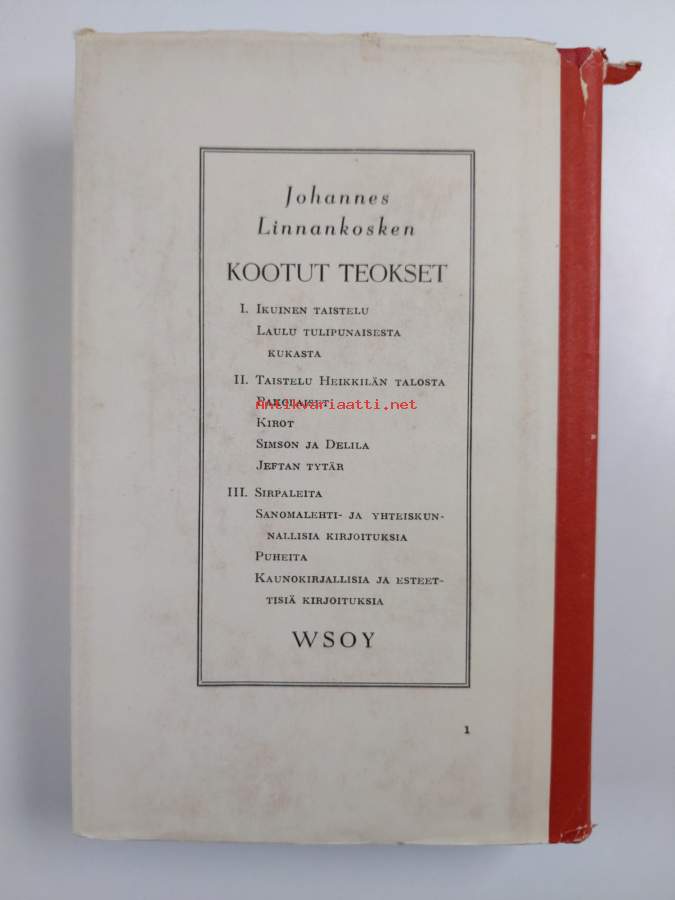 Johannes
Linnankosken
KOOTUT TEOKSET
I. IKUINEN TAISTELU
LAULU TULIPUNAISESTA
KUKASTA
II. TAISTELU HEIKKILÄN TALOSTA
PAKOLAISET
antikvariaatti.net
KIROT
SIMSON JA DELILA
JEFTAN TYTÄR
III. SIRPALEITA
SANOMALEHTI- JA YHTEISKUN-
NALLISIA KIRJOITUKSIA
PUHEITA
KAUNOKIRJALLISIA JA ESTEET-
TISIÄ KIRJOITUKSIA
WSOY
1